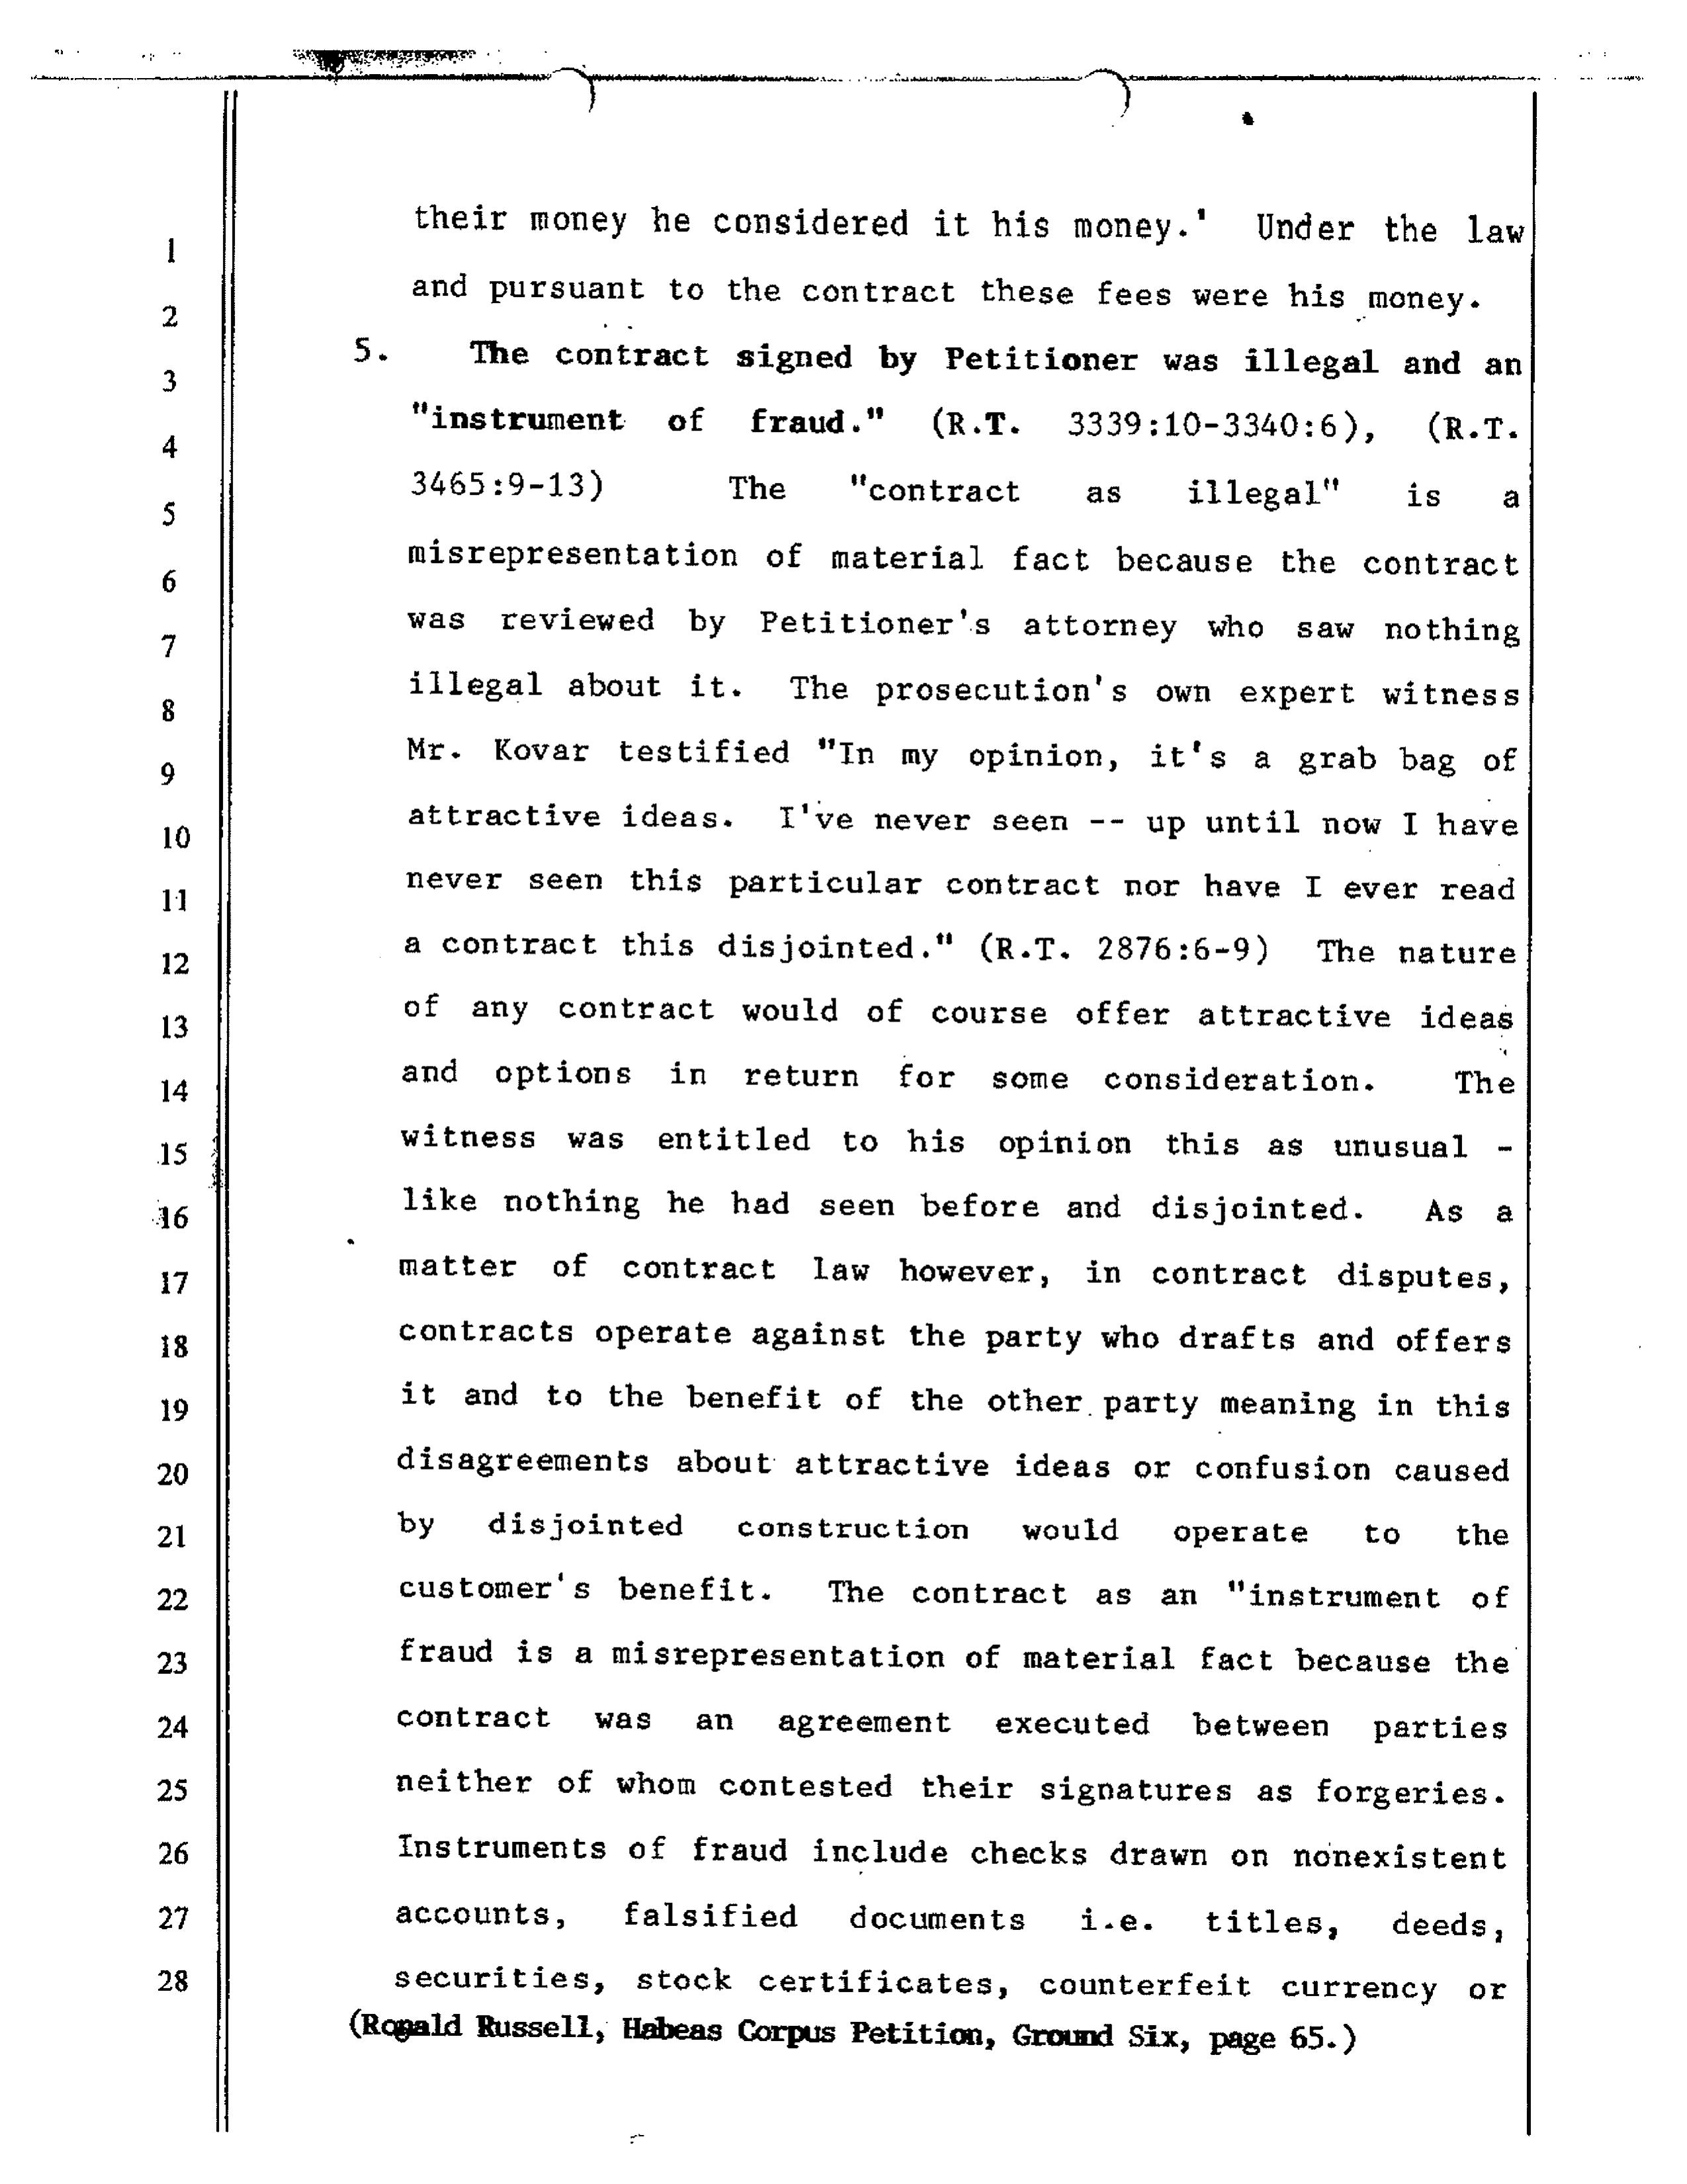 1 their money he considered it his money.' Under the law
2 and pursuant to the contract these fees were his money.
3 5. The contract signed by Petitioner was illegal and an
4 "instrument of fraud." (R.T. 3339:10-3340:6), (R.T.
5 3465:9-13) The "contract as illegal" is a
6 misrepresentation of material fact because the contract
7 was reviewed by Petitioner's attorney who saw nothing
8 illegal about it. The prosecution's own expert witness
9 Mr. Kovar testified "In my opinion, it's a grab bag of
10 attractive ideas. I've never seen -- up until now I have
11 never seen this particular contract nor have I ever read
12 a contract this disjointed." (R.T. 2876:6-9) The nature
13 of any contract would of course offer attractive ideas
14 and options in return for some consideration. The
15 witness was entitled to his opinion this as unusual -
16 like nothing he had seen before and disjointed. As a
17 matter of contract law however, in contract disputes,
18 contracts operate against the party who drafts and offers
19 it and to the benefit of the other party meaning in this
20 disagreements about attractive ideas or confusion caused
21 by disjointed construction would operate to the
22 customer's benefit. The contract as an "instrument of
23 fraud is a misrepresentation of material fact because the
24 contract was an agreement executed between parties
25 neither of whom contested their signatures as forgeries.
26 Instruments of fraud include checks drawn on nonexistent
27 accounts, falsified documents i.e. titles, deeds,
28 securities, stock certificates, counterfeit currency or
(Ronald Russell, Habeas Corpus Petition, Ground Six, page 65.)